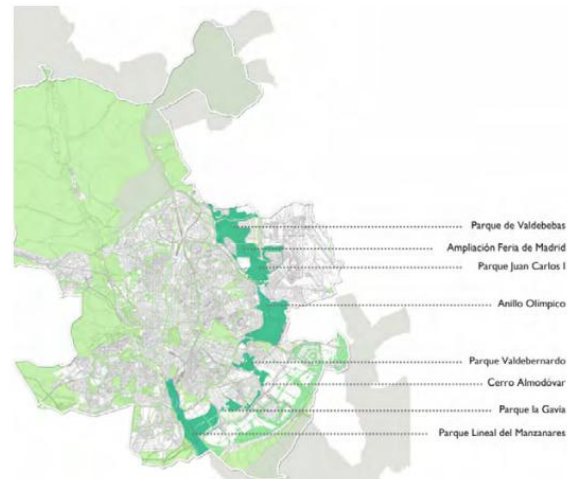 Parque de Valdebebas
Ampliación Feria de Madrid
Parque Juan Carlos I
Anillo Olímpico
Parque Valdebernardo
Cerro Almodóvar
Parque la Gavía
Parque Lineal del Manzanares